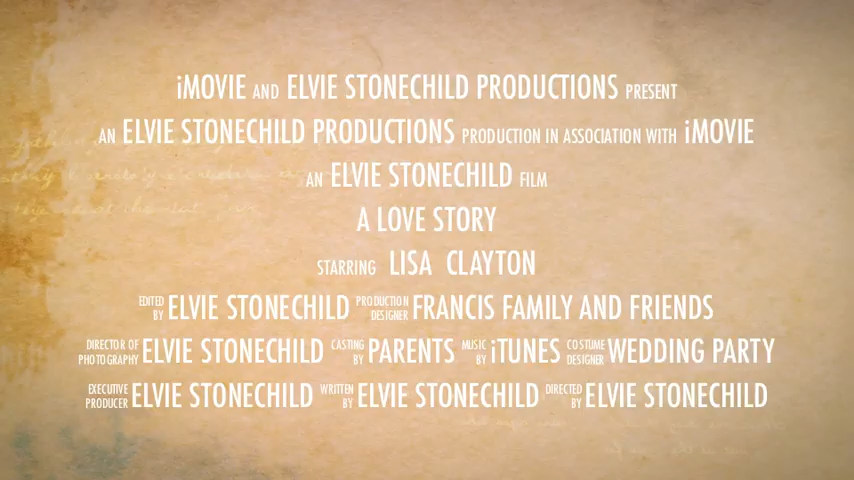 iMOVIE AND ELVIE STONECHILD PRODUCTIONS PRESENT
AN ELVIE STONECHILD PRODUCTIONS PRODUCTION IN ASSOCIATION WITH iMOVIE
AN ELVIE STONECHILD FILM
A LOVE STORY
STARRING LISA CLAYTON
EDITED BY ELVIE STONECHILD PRODUCTION DESIGNER FRANCIS FAMILY AND FRIENDS
DIRECTOR OF PHOTOGRAPHY ELVIE STONECHILD CASTING BY PARENTS MUSIC BY iTUNES COSTUME DESIGNER WEDDING PARTY
EXECUTIVE PRODUCER ELVIE STONECHILD WRITTEN BY ELVIE STONECHILD DIRECTED BY ELVIE STONECHILD